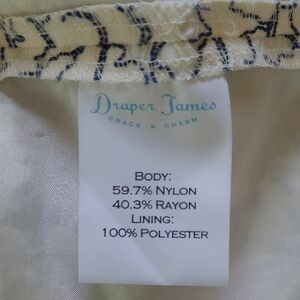 Draper James
GRACE & CHARM
BODY:
59.7% NYLON
40.3% RAYON
LINING:
100% POLYESTER